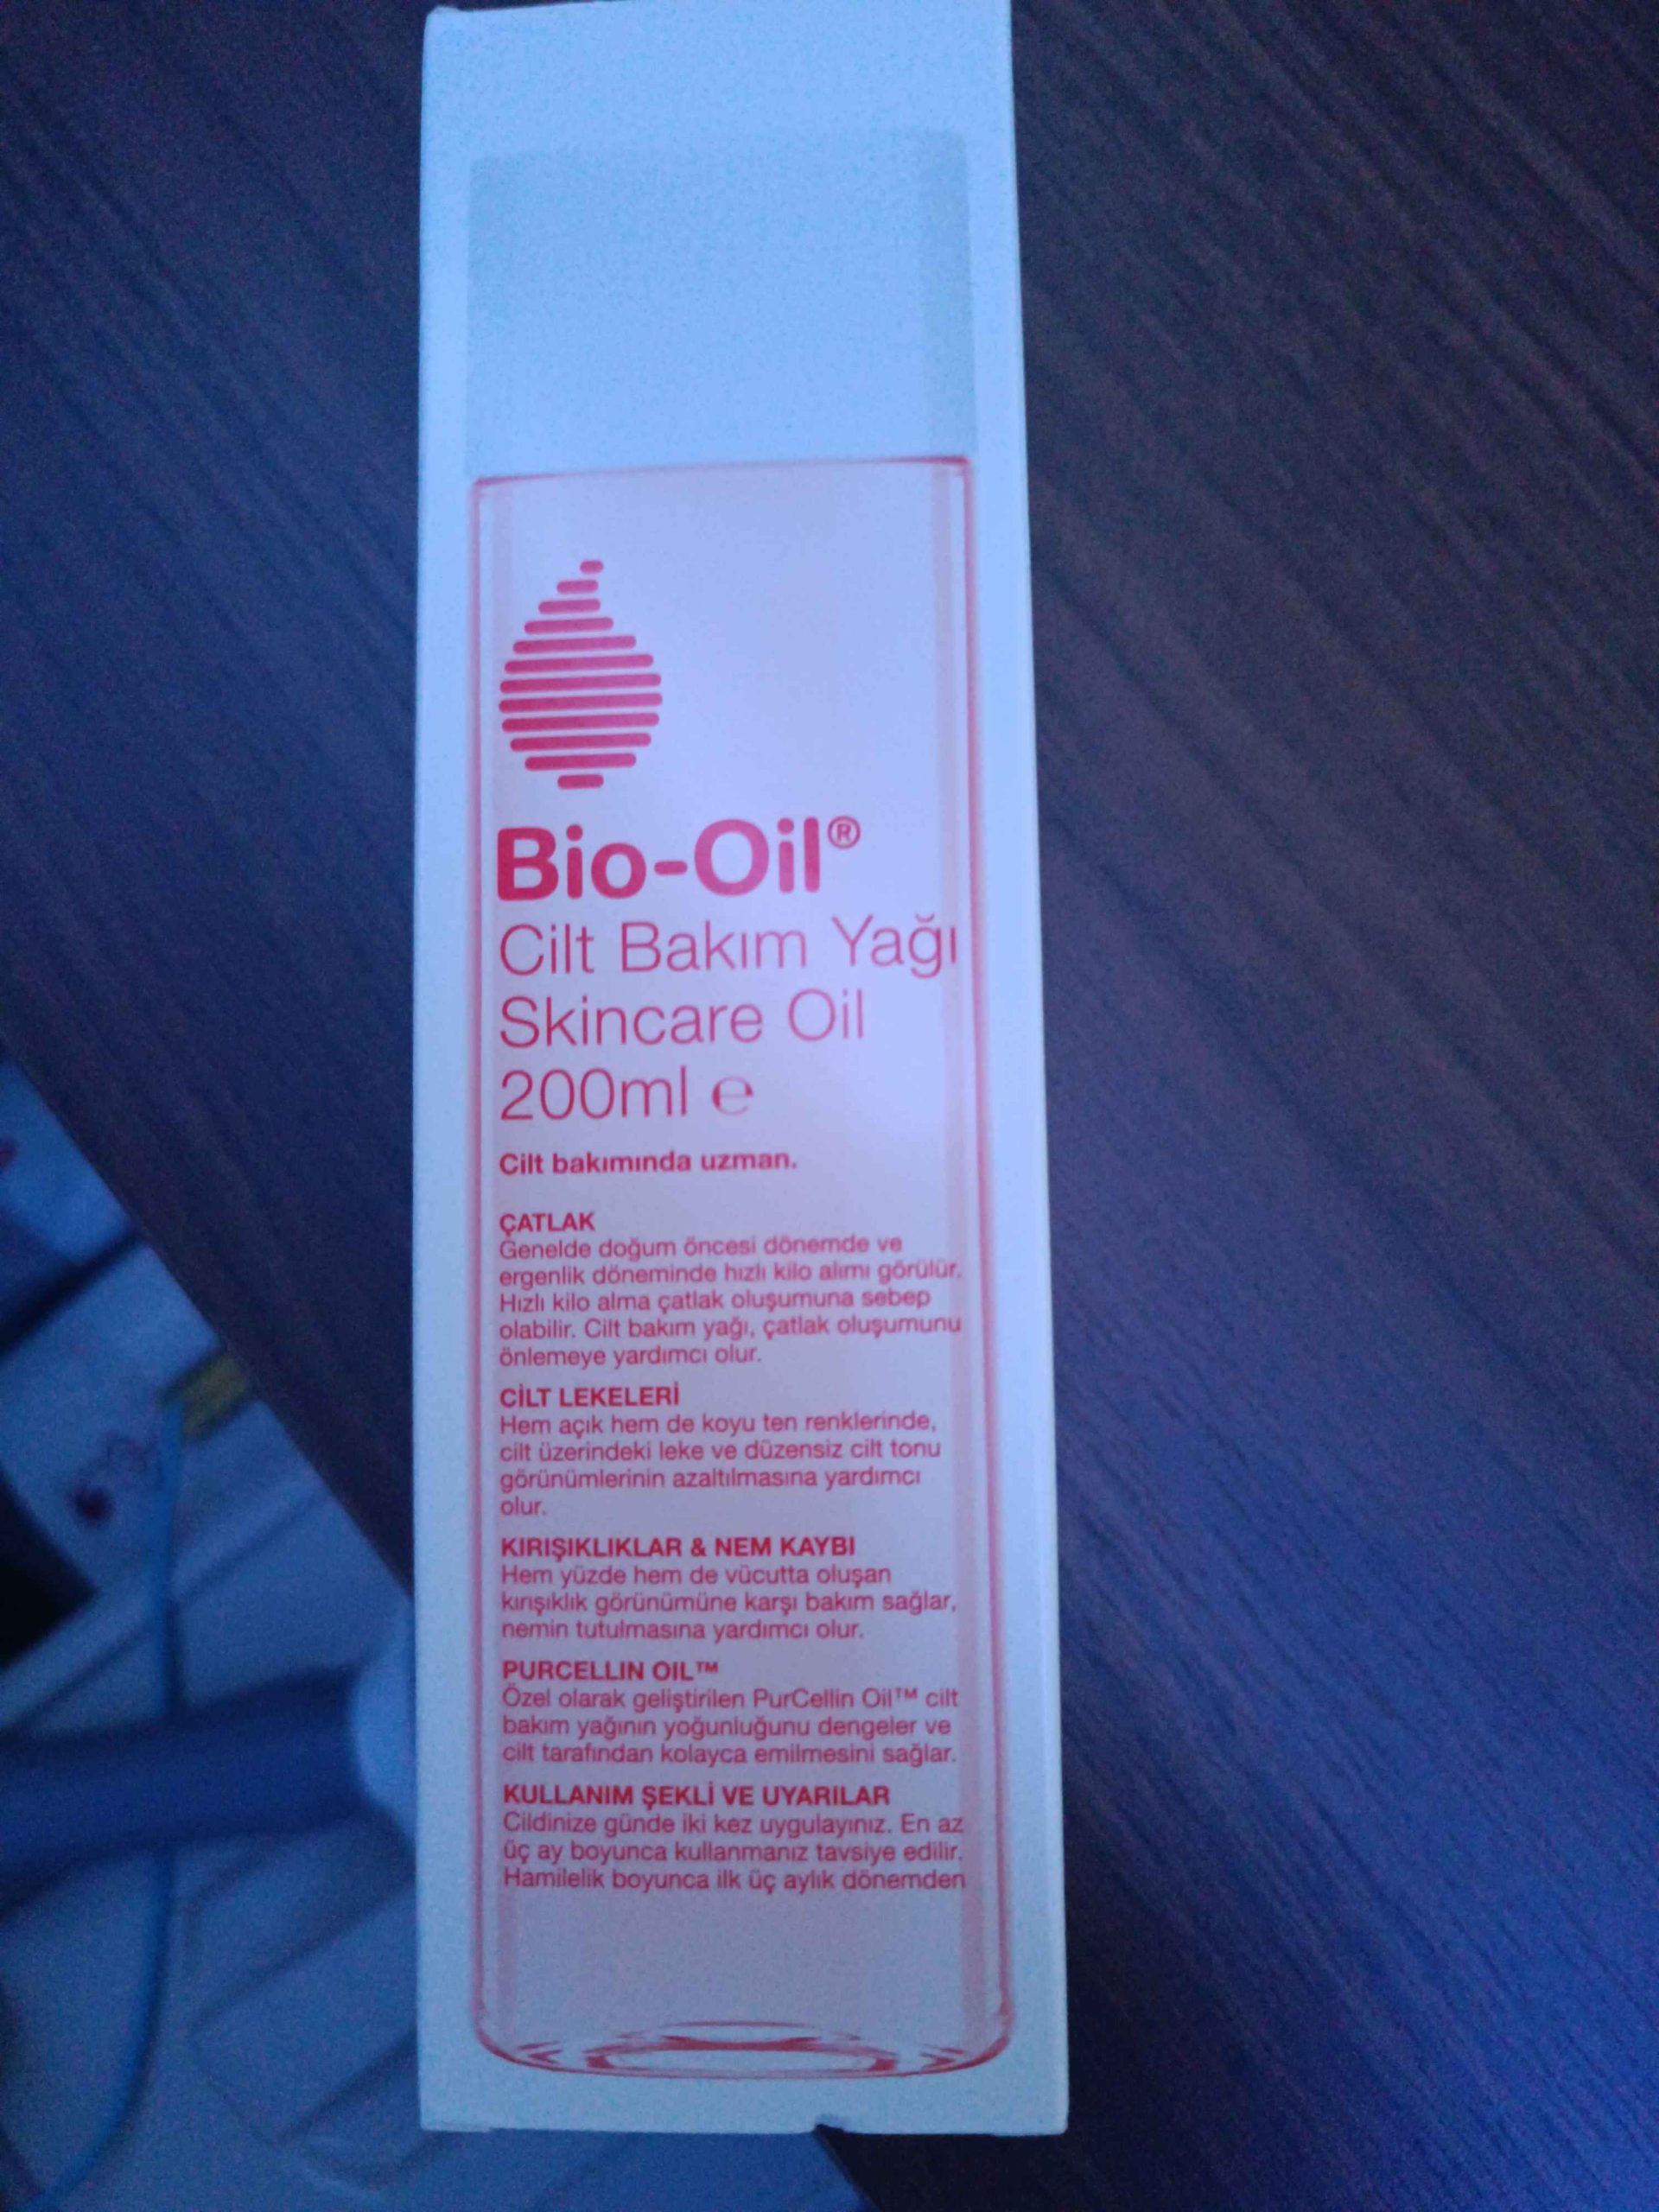 Bio-Oil®
Cilt Bakım Yağı
Skincare Oil
200ml ℮
Cilt bakımında uzman.
ÇATLAK
Genelde doğum öncesi dönemde ve
ergenlik döneminde hızlı kilo alımı görülür.
Hızlı kilo alma çatlak oluşumuna sebep
olabilir. Cilt bakım yağı, çatlak oluşumunu
önlemeye yardımcı olur.
CİLT LEKELERİ
Hem açık hem de koyu ten renklerinde,
cilt üzerindeki leke ve düzensiz cilt tonu
görünümlerinin azaltılmasına yardımcı
olur.
KIRIŞIKLIKLAR & NEM KAYBI
Hem yüzde hem de vücutta oluşan
kırışıklık görünümüne karşı bakım sağlar,
nemin tutulmasına yardımcı olur.
PURCELLIN OIL™
Özel olarak geliştirilen PurCellin Oil™ cilt
bakım yağının yoğunluğunu dengeler ve
cilt tarafından kolayca emilmesini sağlar.
KULLANIM ŞEKLİ VE UYARILAR
Cildinize günde iki kez uygulayınız. En az
üç ay boyunca kullanmanız tavsiye edilir.
Hamilelik boyunca ilk üç aylık dönemden